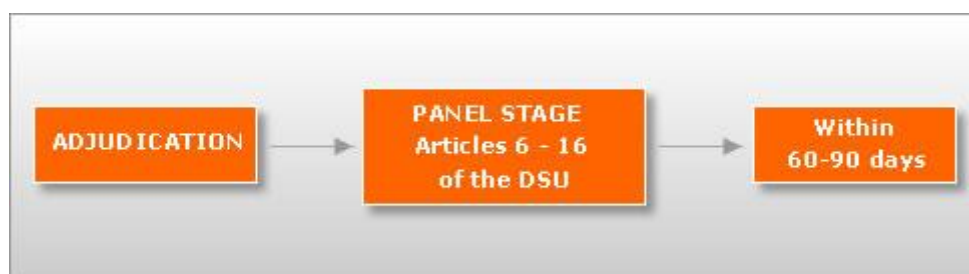 ADJUDICATION
PANEL STAGE
Articles 6 - 16
of the DSU
Within
60-90 days